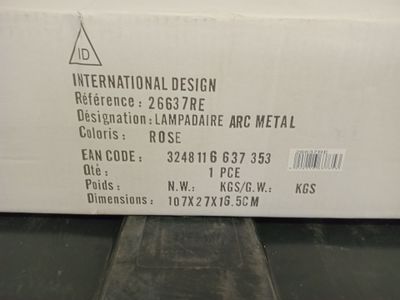 ID
INTERNATIONAL DESIGN
Référence : 26637RE
Désignation: LAMPADAIRE ARC METAL
Coloris: ROSE
EAN CODE: 3248116 637 353
26637RE
Qté : 1 PCE
Poids : N.W.: KGS/G.W.: KGS
Dimensions : 107X27X16.5CM